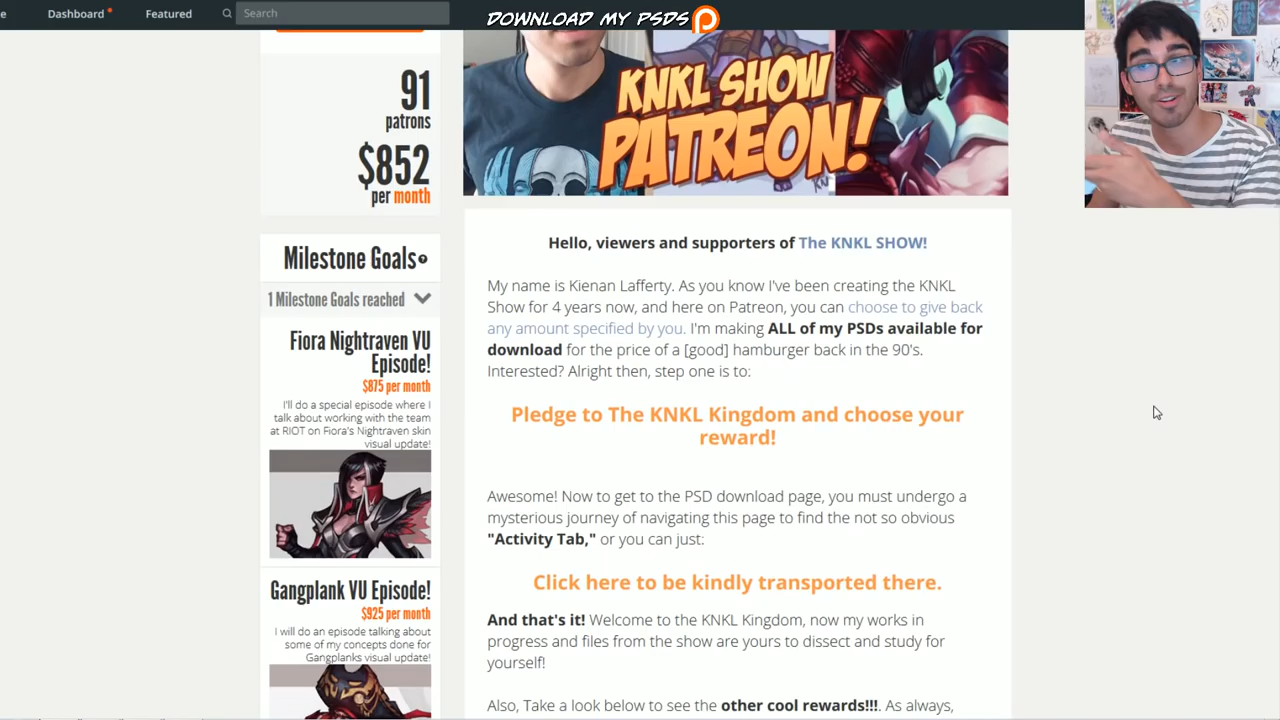 e Dashboard Featured Search DOWNLOAD MY PSDS
91
patrons
$852
per month
Milestone Goals
1 Milestone Goals reached
Fiora Nightraven VU
Episode!
$875 per month
I'll do a special episode where I
talk about working with the team
at RIOT on Fiora's Nightraven skin
visual update!
Gangplank VU Episode!
$925 per month
I will do an episode talking about
some of my concepts done for
Gangplanks visual update!
KNKL SHOW
PATREON!
Hello, viewers and supporters of The KNKL SHOW!
My name is Kienan Lafferty. As you know I've been creating the KNKL
Show for 4 years now, and here on Patreon, you can choose to give back
any amount specified by you. I'm making ALL of my PSDs available for
download for the price of a [good] hamburger back in the 90's.
Interested? Alright then, step one is to:
Pledge to The KNKL Kingdom and choose your
reward!
Awesome! Now to get to the PSD download page, you must undergo a
mysterious journey of navigating this page to find the not so obvious
"Activity Tab," or you can just:
Click here to be kindly transported there.
And that's it! Welcome to the KNKL Kingdom, now my works in
progress and files from the show are yours to dissect and study for
yourself!
Also, Take a look below to see the other cool rewards!!!. As always,